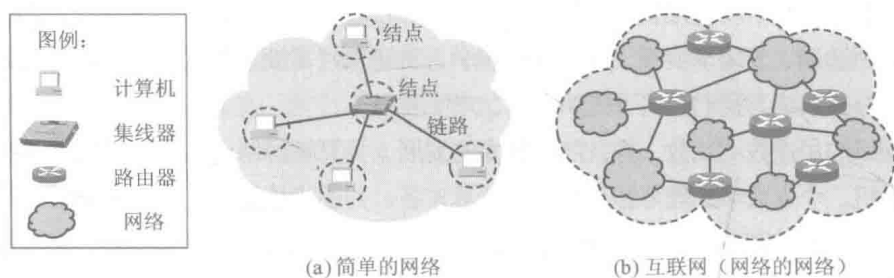 图例：
计算机
集线器
路由器
网络
结点
结点
链路
(a) 简单的网络
(b) 互联网（网络的网络）